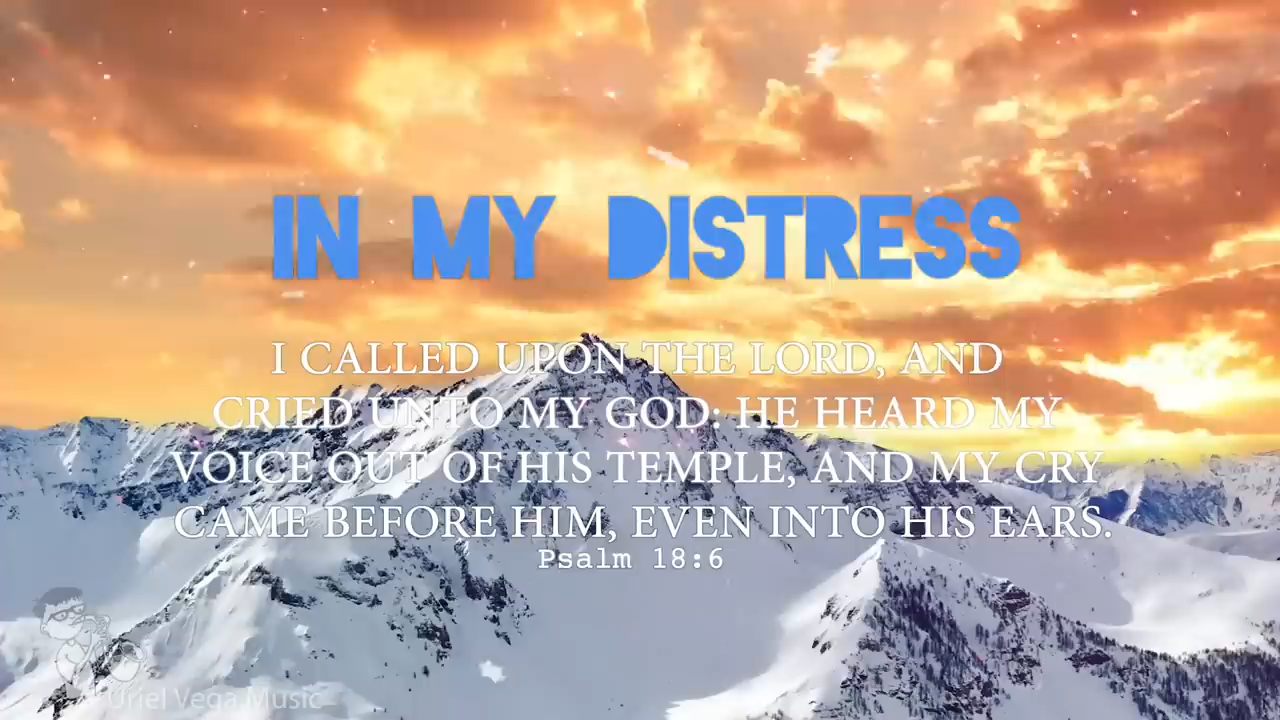 IN MY DISTRESS
I CALLED UPON THE LORD, AND
CRIED UNTO MY GOD: HE HEARD MY
VOICE OUT OF HIS TEMPLE, AND MY CRY
CAME BEFORE HIM, EVEN INTO HIS EARS.
Psalm 18:6
Uriel Vega Music